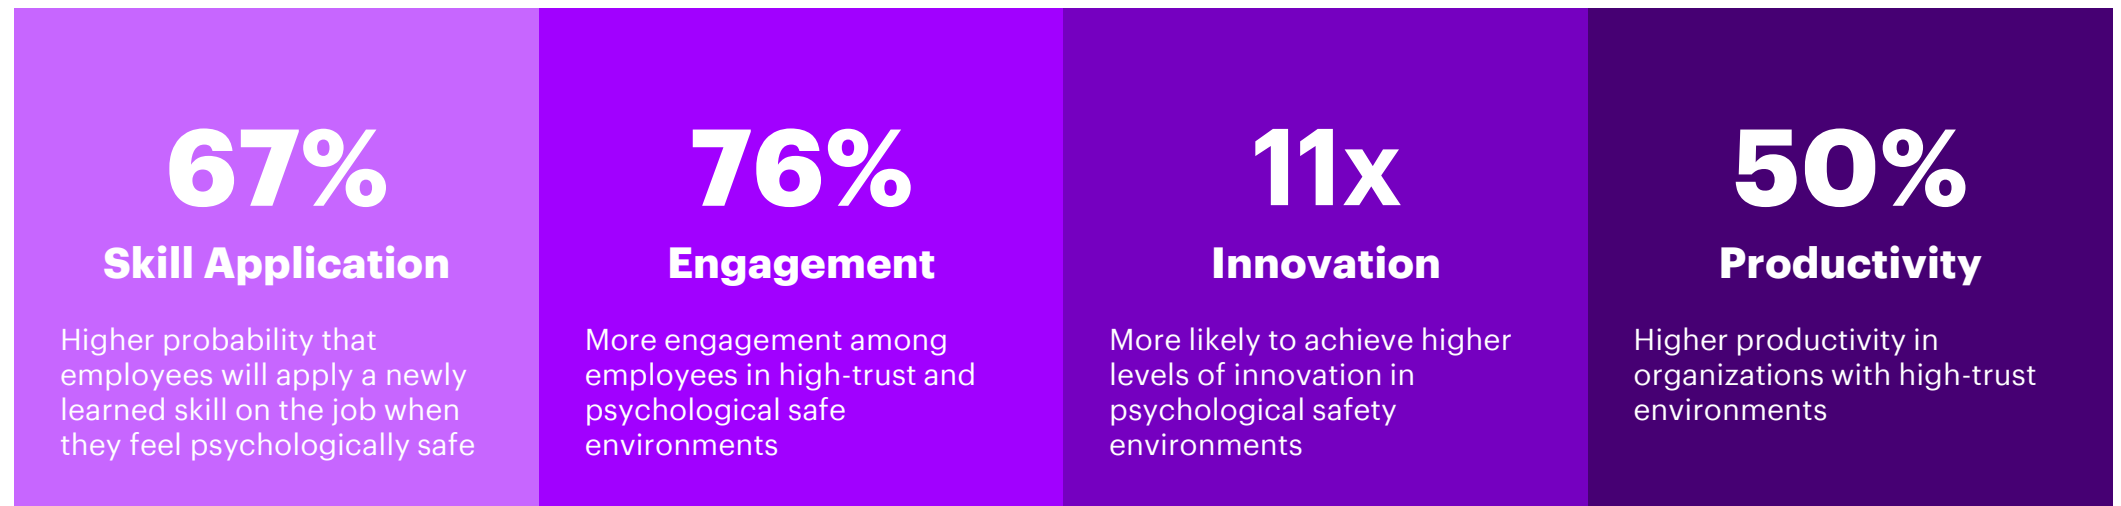 67%
Skill Application
Higher probability that
employees will apply a newly
learned skill on the job when
they feel psychologically safe
76%
Engagement
More engagement among
employees in high-trust and
psychological safe
environments
11x
Innovation
More likely to achieve higher
levels of innovation in
psychological safety
environments
50%
Productivity
Higher productivity in
organizations with high-trust
environments